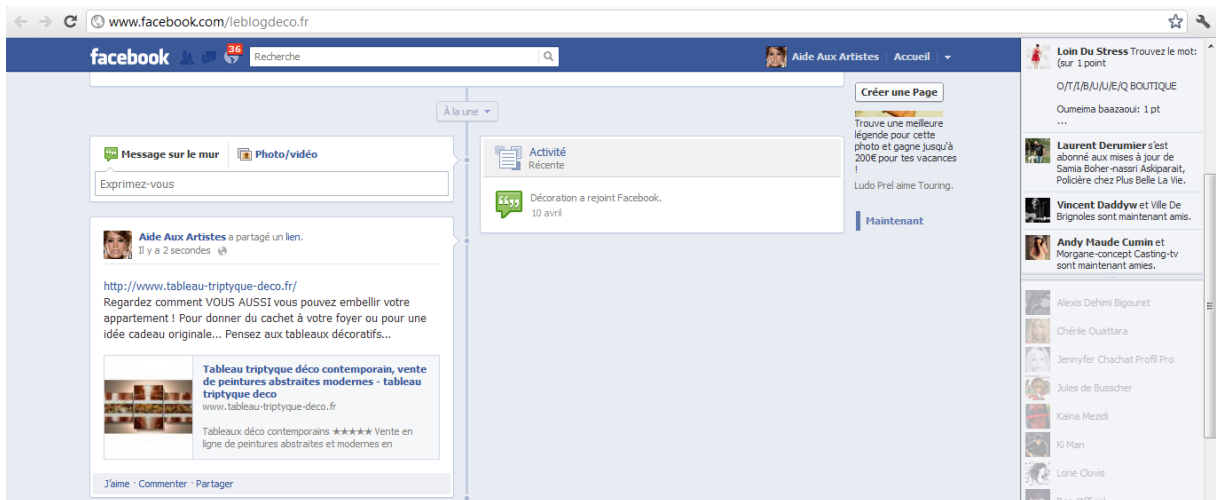 www.facebook.com/leblogdeco.fr
facebook
36
Recherche
Aide Aux Artistes
Accueil
À la une
Message sur le mur
Photo/vidéo
Exprimez-vous
Aide Aux Artistes a partagé un lien.
Il y a 2 secondes
http://www.tableau-triptyque-deco.fr/
Regardez comment VOUS AUSSI vous pouvez embellir votre
appartement ! Pour donner du cachet à votre foyer ou pour une
idée cadeau originale... Pensez aux tableaux décoratifs...
Tableau triptyque déco contemporain, vente
de peintures abstraites modernes - tableau
triptyque deco
www.tableau-triptyque-deco.fr
Tableaux déco contemporains ★★★★★ Vente en
ligne de peintures abstraites et modernes en
J'aime · Commenter · Partager
Activité
Récente
Décoration a rejoint Facebook.
10 avril
Créer une Page
Trouve une meilleure
légende pour cette
photo et gagne jusqu'à
200€ pour tes vacances
!
Ludo Prel aime Touring.
Maintenant
Loin Du Stress Trouvez le mot:
(sur 1 point
O/T/I/B/U/U/E/Q BOUTIQUE
Oumeima baazaoui: 1 pt
...
Laurent Derumier s'est
abonné aux mises à jour de
Samia Boher-nassri Askiparait,
Policière chez Plus Belle La Vie.
Vincent Daddyw et Ville De
Brignoles sont maintenant amis.
Andy Maude Cumin et
Morgane-concept Casting-tv
sont maintenant amies.
Alexis Dehimi Bigouret
Chérile Ouattara
Jennyfer Chachat Profil Pro
Jules de Busscher
Kaina Mezidi
Ki Man
Lorie Clovis